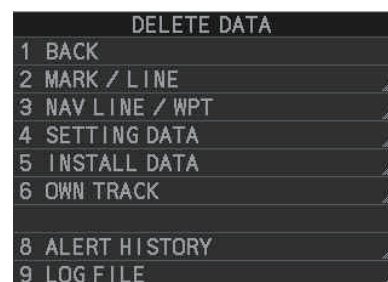 DELETE DATA
1 BACK
2 MARK / LINE
3 NAV LINE / WPT
4 SETTING DATA
5 INSTALL DATA
6 OWN TRACK
8 ALERT HISTORY
9 LOG FILE